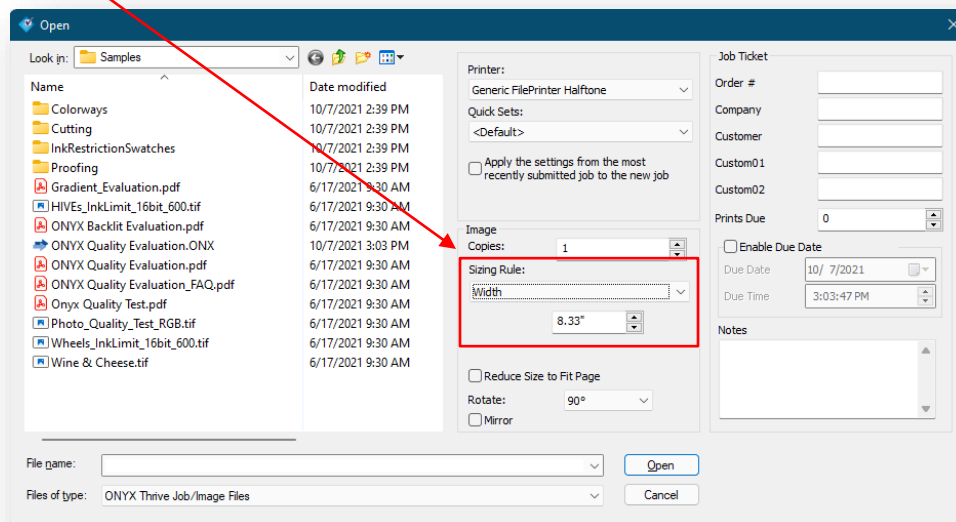 Open
Look in: Samples
Name Date modified
Colorways 10/7/2021 2:39 PM
Cutting 10/7/2021 2:39 PM
InkRestrictionSwatches 10/7/2021 2:39 PM
Proofing 10/7/2021 2:39 PM
Gradient_Evaluation.pdf 6/17/2021 9:30 AM
HIVEs_InkLimit_16bit_600.tif 6/17/2021 9:30 AM
ONYX Backlit Evaluation.pdf 6/17/2021 9:30 AM
ONYX Quality Evaluation.ONX 10/7/2021 3:03 PM
ONYX Quality Evaluation.pdf 6/17/2021 9:30 AM
ONYX Quality Evaluation_FAQ.pdf 6/17/2021 9:30 AM
Onyx Quality Test.pdf 6/17/2021 9:30 AM
Photo_Quality_Test_RGB.tif 6/17/2021 9:30 AM
Wheels_InkLimit_16bit_600.tif 6/17/2021 9:30 AM
Wine & Cheese.tif 6/17/2021 9:30 AM
File name:
Files of type: ONYX Thrive Job/Image Files
Open
Cancel
Printer:
Generic FilePrinter Halftone
Quick Sets:
<Default>
Apply the settings from the most
recently submitted job to the new job
Image
Copies: 1
Sizing Rule:
Width
8.33"
Reduce Size to Fit Page
Rotate: 90°
Mirror
Job Ticket
Order #
Company
Customer
Custom01
Custom02
Prints Due 0
Enable Due Date
Due Date 10/ 7/2021
Due Time 3:03:47 PM
Notes